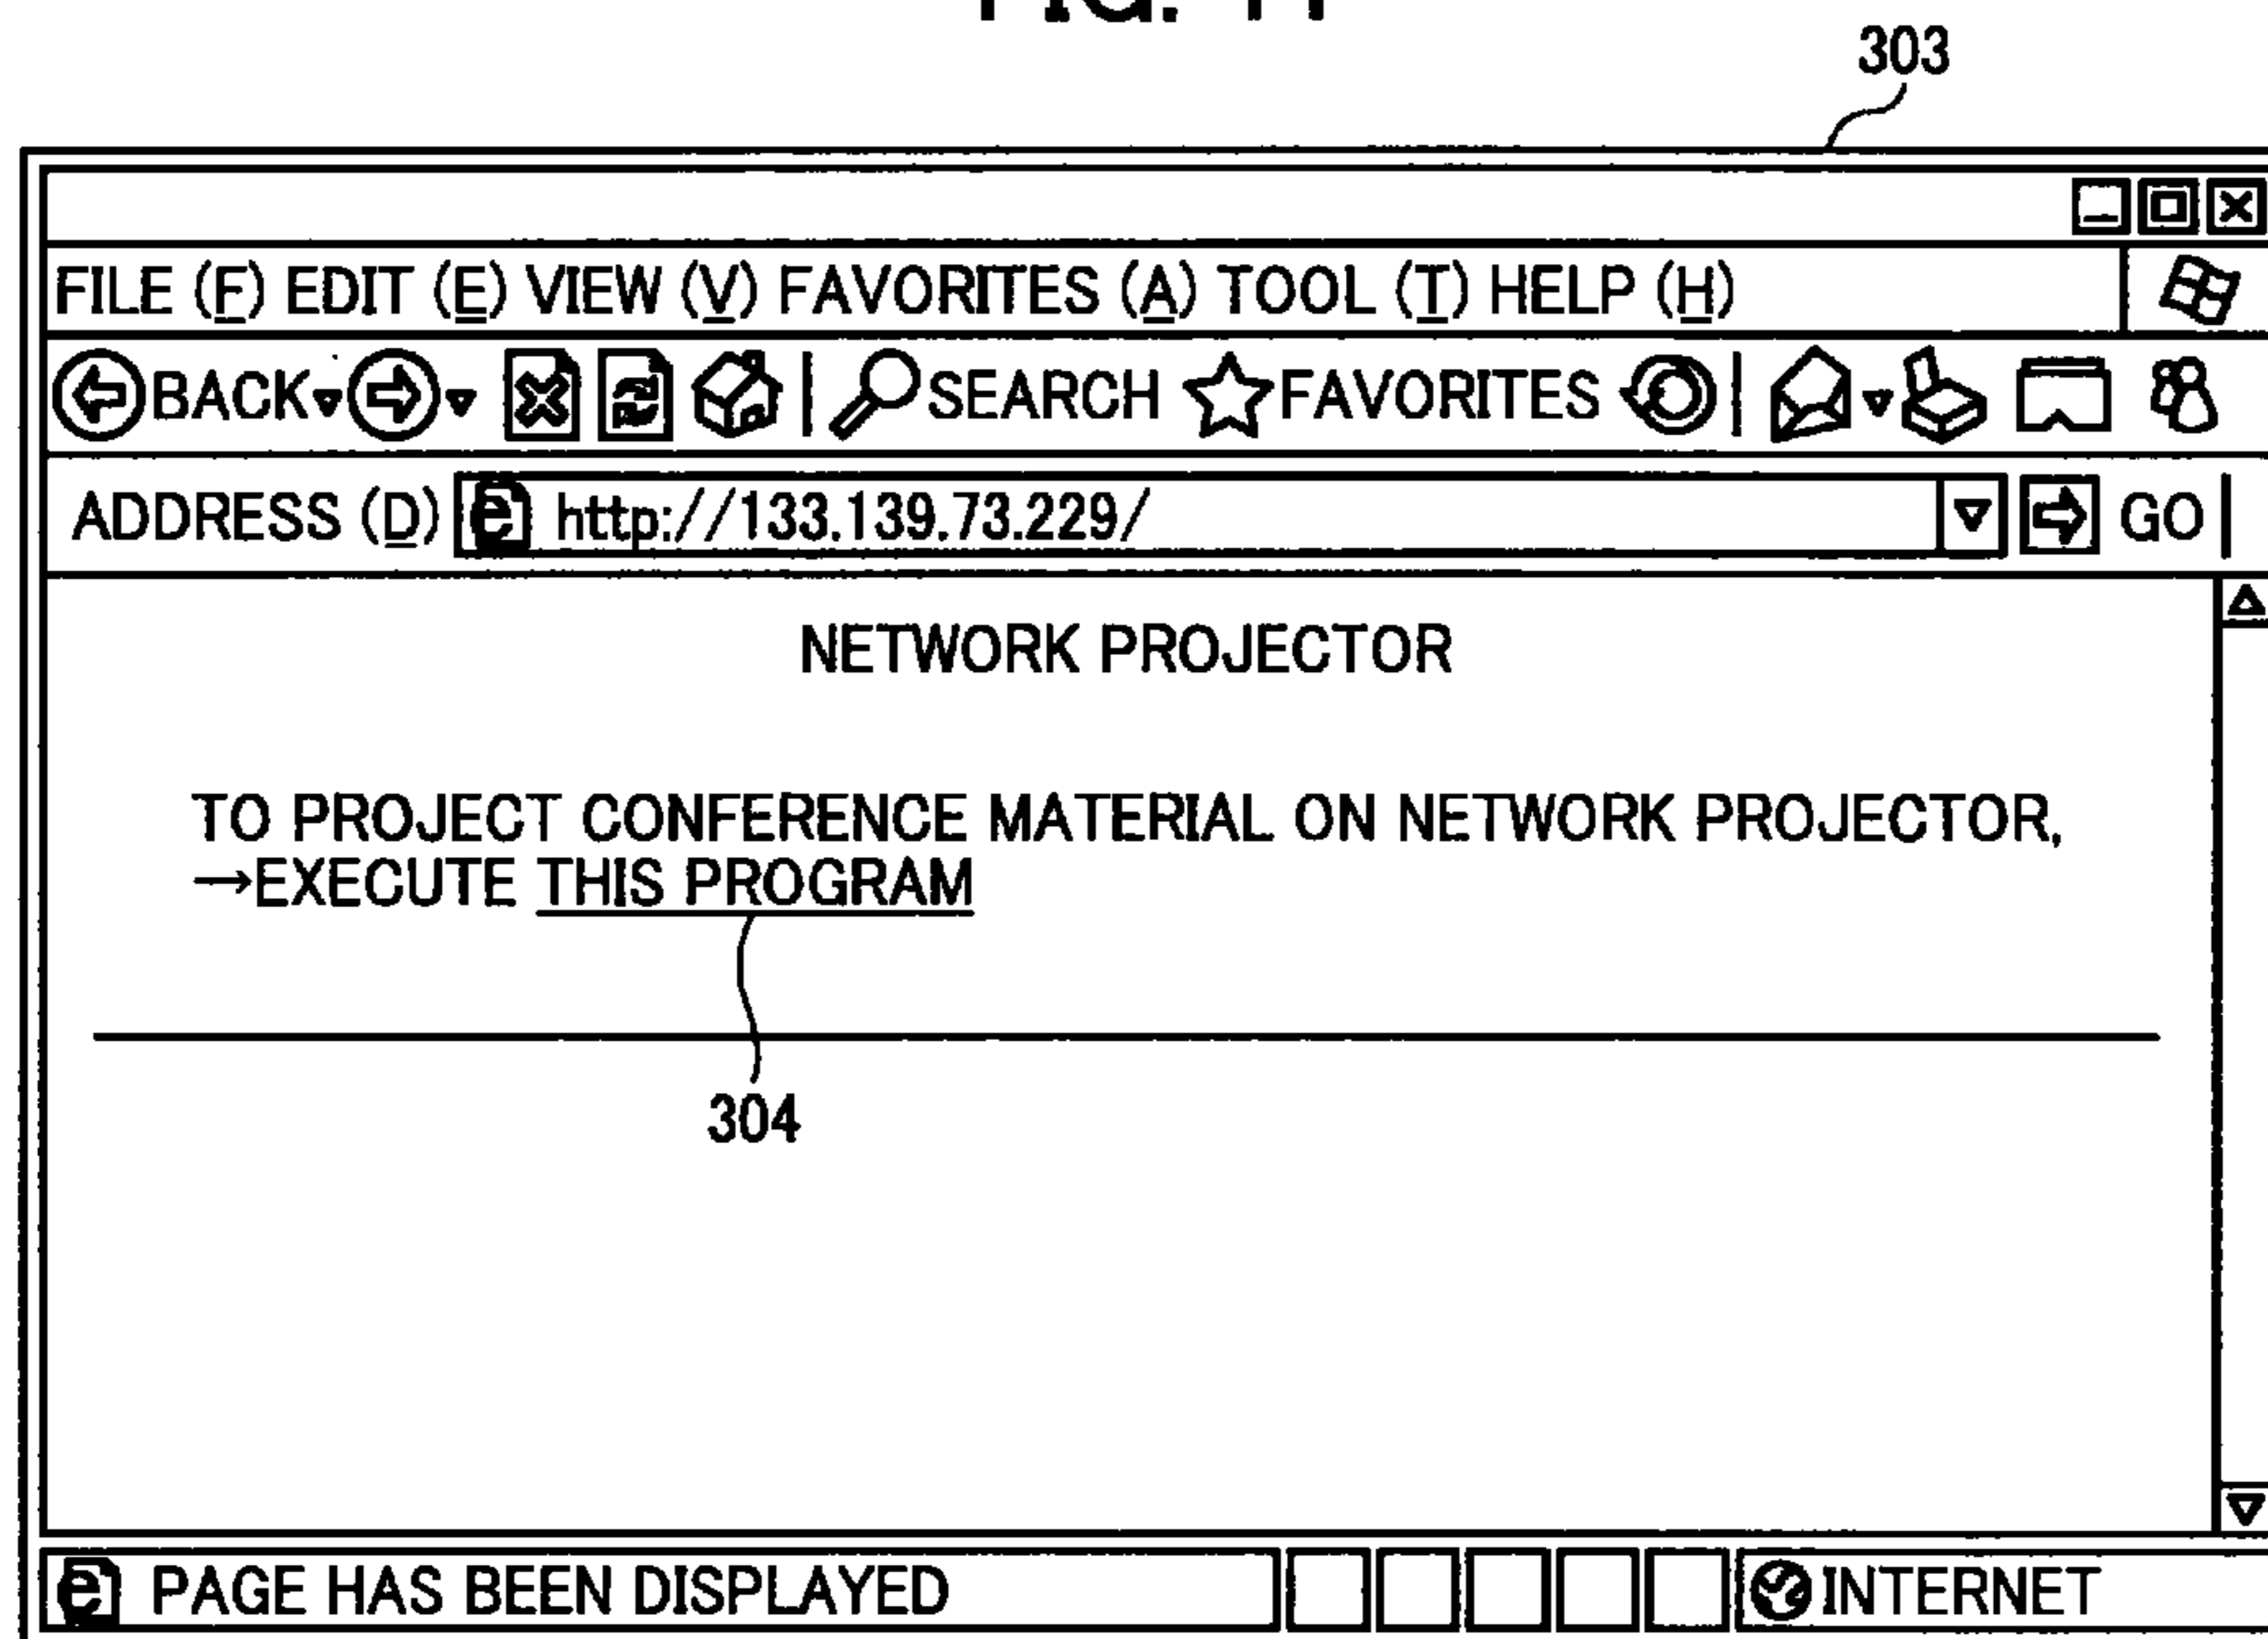 303
FILE (F) EDIT (E) VIEW (V) FAVORITES (A) TOOL (T) HELP (H)
BACK SEARCH FAVORITES
ADDRESS (D) e http://133.139.73.229/ GO
NETWORK PROJECTOR
TO PROJECT CONFERENCE MATERIAL ON NETWORK PROJECTOR,
→EXECUTE THIS PROGRAM
304
e PAGE HAS BEEN DISPLAYED INTERNET